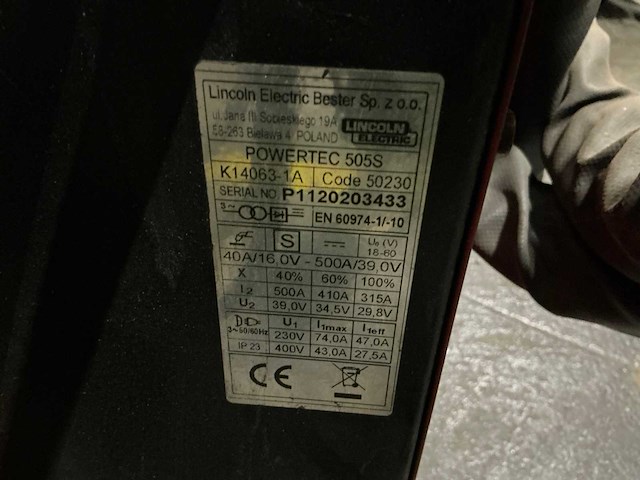 Lincoln Electric Bester Sp. z o.o.
ul. Jana III Sobieskiego 19A
58-263 Bielawa 4 POLAND
LINCOLN
ELECTRIC
POWERTEC 505S
K14063-1A Code 50230
SERIAL NO. P1120203433
3~ EN 60974-1/-10
S U₀ (V)
18-60
40A/16,0V - 500A/39,0V
X 40% 60% 100%
I₂ 500A 410A 315A
U₂ 39,0V 34,5V 29,8V
U₁ I₁max I₁eff
3~50/60Hz 230V 74,0A 47,0A
IP 23 400V 43,0A 27,5A
CE